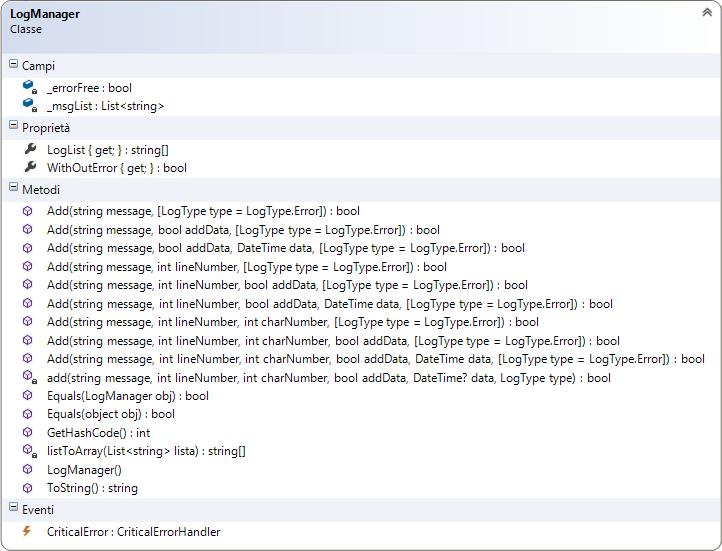 LogManager
Classe
Campi
_errorFree : bool
_msgList : List<string>
Proprietà
LogList { get; } : string[]
WithOutError { get; } : bool
Metodi
Add(string message, [LogType type = LogType.Error]) : bool
Add(string message, bool addData, [LogType type = LogType.Error]) : bool
Add(string message, bool addData, DateTime data, [LogType type = LogType.Error]) : bool
Add(string message, int lineNumber, [LogType type = LogType.Error]) : bool
Add(string message, int lineNumber, bool addData, [LogType type = LogType.Error]) : bool
Add(string message, int lineNumber, bool addData, DateTime data, [LogType type = LogType.Error]) : bool
Add(string message, int lineNumber, int charNumber, [LogType type = LogType.Error]) : bool
Add(string message, int lineNumber, int charNumber, bool addData, [LogType type = LogType.Error]) : bool
Add(string message, int lineNumber, int charNumber, bool addData, DateTime data, [LogType type = LogType.Error]) : bool
add(string message, int lineNumber, int charNumber, bool addData, DateTime? data, LogType type) : bool
Equals(LogManager obj) : bool
Equals(object obj) : bool
GetHashCode() : int
listToArray(List<string> lista) : string[]
LogManager()
ToString() : string
Eventi
CriticalError : CriticalErrorHandler